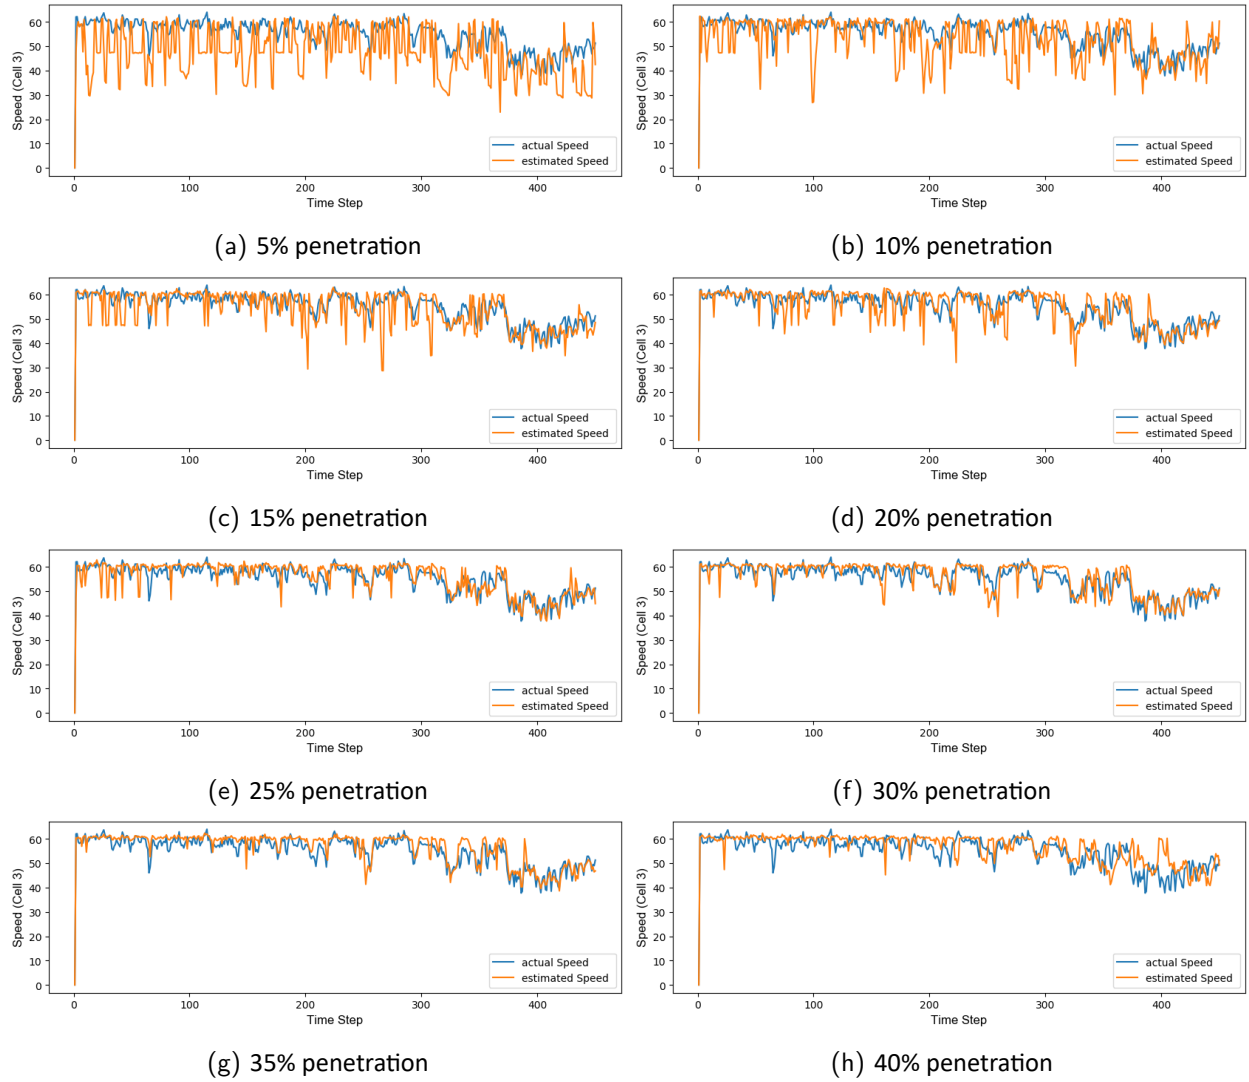 60
50
40
30
20
10
0
Speed (Cell 3)
actual Speed
estimated Speed
0 100 200 300 400
Time Step
(a) 5% penetration
60
50
40
30
20
10
0
Speed (Cell 3)
actual Speed
estimated Speed
0 100 200 300 400
Time Step
(b) 10% penetration
60
50
40
30
20
10
0
Speed (Cell 3)
actual Speed
estimated Speed
0 100 200 300 400
Time Step
(c) 15% penetration
60
50
40
30
20
10
0
Speed (Cell 3)
actual Speed
estimated Speed
0 100 200 300 400
Time Step
(d) 20% penetration
60
50
40
30
20
10
0
Speed (Cell 3)
actual Speed
estimated Speed
0 100 200 300 400
Time Step
(e) 25% penetration
60
50
40
30
20
10
0
Speed (Cell 3)
actual Speed
estimated Speed
0 100 200 300 400
Time Step
(f) 30% penetration
60
50
40
30
20
10
0
Speed (Cell 3)
actual Speed
estimated Speed
0 100 200 300 400
Time Step
(g) 35% penetration
60
50
40
30
20
10
0
Speed (Cell 3)
actual Speed
estimated Speed
0 100 200 300 400
Time Step
(h) 40% penetration